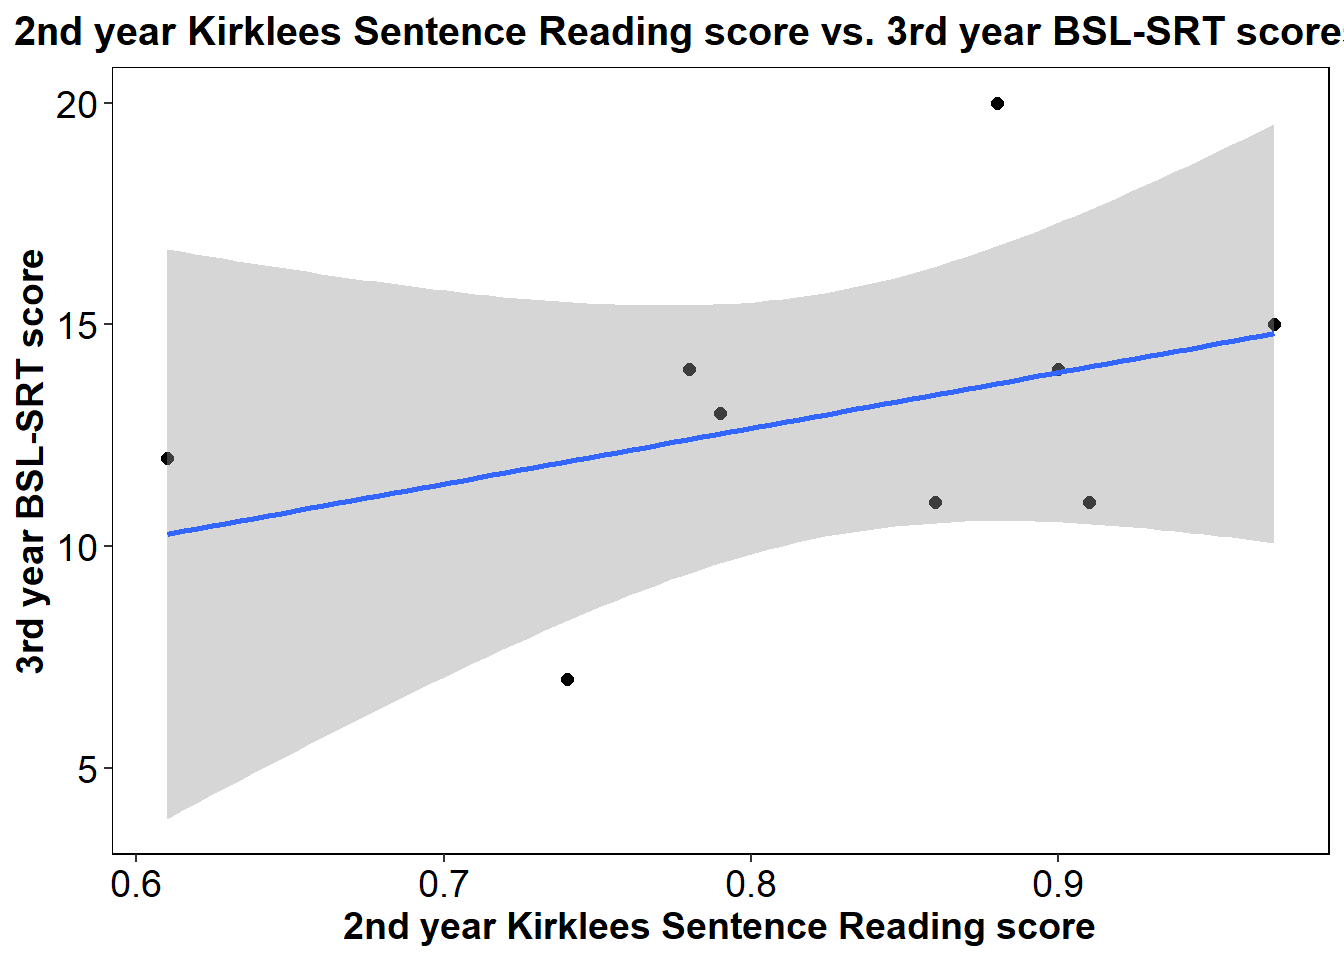 2nd year Kirklees Sentence Reading score vs. 3rd year BSL-SRT score
20
15
10
5
3rd year BSL-SRT score
0.6 0.7 0.8 0.9
2nd year Kirklees Sentence Reading score